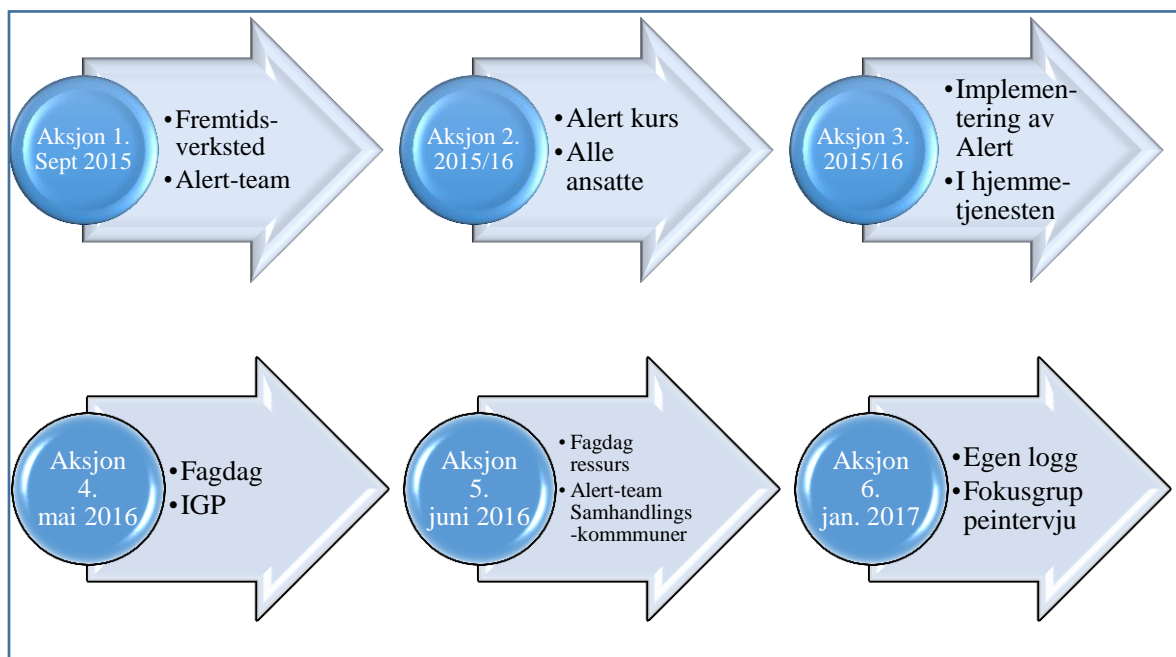 Aksjon 1.
Sept 2015
•Fremtids-
verksted
•Alert-team
Aksjon 2.
2015/16
•Alert kurs
•Alle
ansatte
Aksjon 3.
2015/16
•Implemen-
tering av
Alert
•I hjemme-
tjenesten
Aksjon
4.
mai 2016
•Fagdag
•IGP
Aksjon
5.
juni 2016
•Fagdag
ressurs
•Alert-team
Samhandlings
-kommmuner
Aksjon
6.
jan. 2017
•Egen logg
•Fokusgrup
peintervju